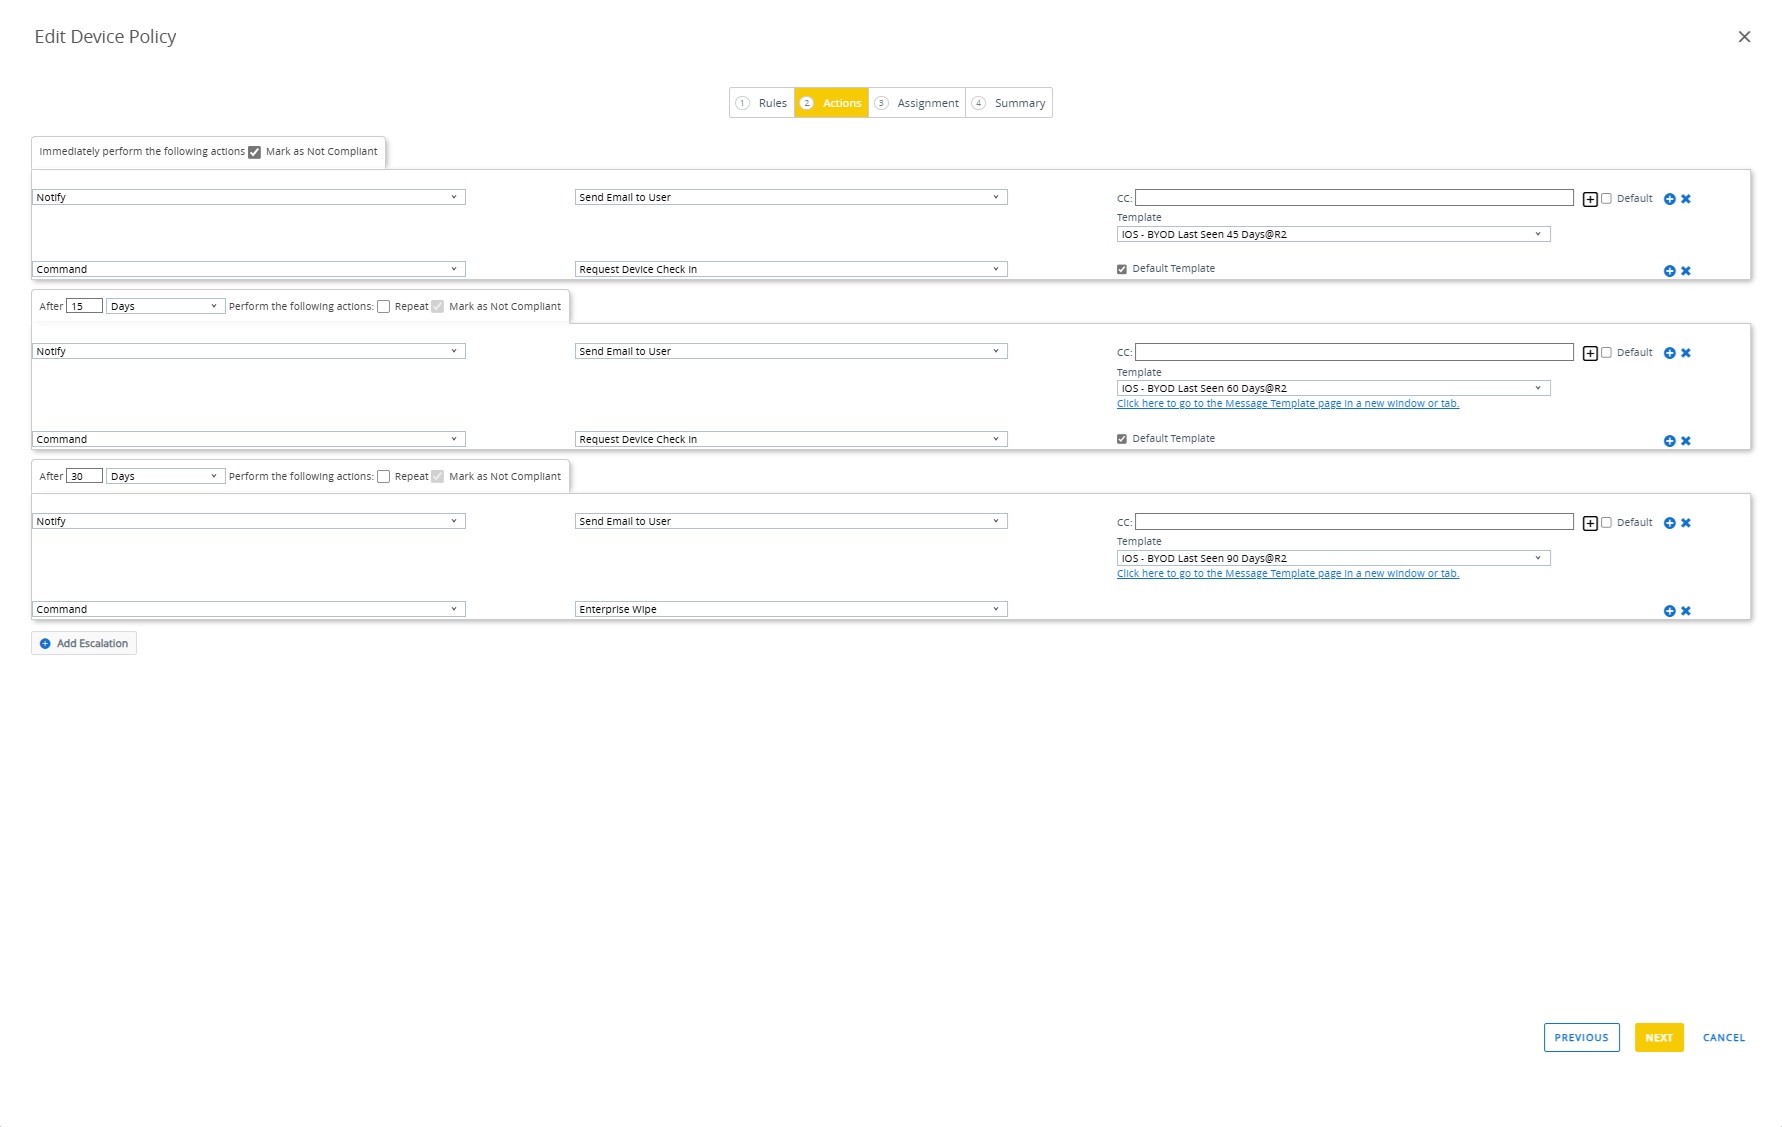 Edit Device Policy
1 Rules 2 Actions 3 Assignment 4 Summary
Immediately perform the following actions Mark as Not Compliant
Notify Send Email to User CC: Default
Template
IOS - BYOD Last Seen 45 Days@R2
Command Request Device Check In Default Template
After 15 Days Perform the following actions: Repeat Mark as Not Compliant
Notify Send Email to User CC: Default
Template
IOS - BYOD Last Seen 60 Days@R2
Click here to go to the Message Template page in a new window or tab.
Command Request Device Check In Default Template
After 30 Days Perform the following actions: Repeat Mark as Not Compliant
Notify Send Email to User CC: Default
Template
IOS - BYOD Last Seen 90 Days@R2
Click here to go to the Message Template page in a new window or tab.
Command Enterprise Wipe
Add Escalation
PREVIOUS NEXT CANCEL